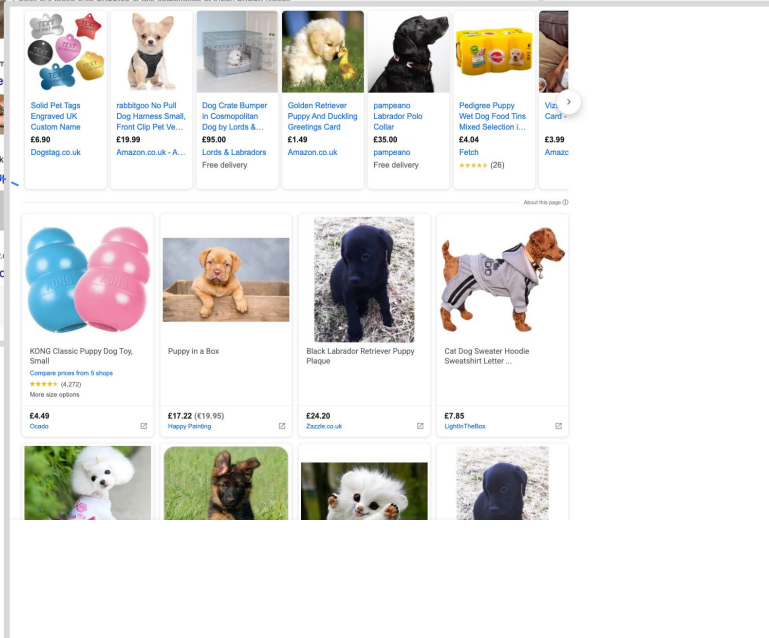 Solid Pet Tags
Engraved UK
Custom Name
£6.90
Dogstag.co.uk
rabbitgoo No Pull
Dog Harness Small,
Front Clip Pet Ve...
£19.99
Amazon.co.uk - A...
Dog Crate Bumper
in Cosmopolitan
Dog by Lords &...
£95.00
Lords & Labradors
Free delivery
Golden Retriever
Puppy And Duckling
Greetings Card
£1.49
Amazon.co.uk
pampeano
Labrador Polo
Collar
£35.00
pampeano
Free delivery
Pedigree Puppy
Wet Dog Food Tins
Mixed Selection i...
£4.04
Fetch
(26)
Card -
£3.99
Amazc
About this page
KONG Classic Puppy Dog Toy,
Small
Compare prices from 5 shops
(4,272)
More size options
£4.49
Ocado
Puppy in a Box
£17.22 (€19.95)
Happy Painting
Black Labrador Retriever Puppy
Plaque
£24.20
Zazzle.co.uk
Cat Dog Sweater Hoodie
Sweatshirt Letter ...
£7.85
LightInTheBox